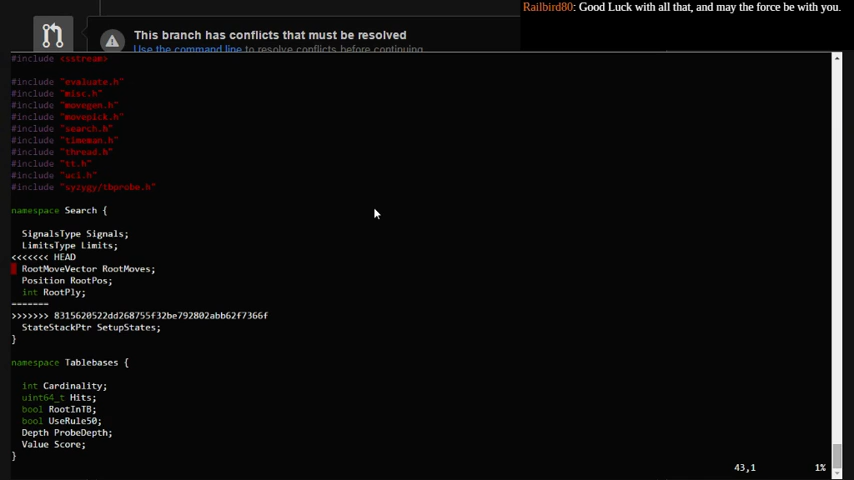 Railbird80: Good Luck with all that, and may the force be with you.
This branch has conflicts that must be resolved
Use the command line to resolve conflicts before continuing.
#include <sstream>
#include "evaluate.h"
#include "misc.h"
#include "movegen.h"
#include "movepick.h"
#include "search.h"
#include "timeman.h"
#include "thread.h"
#include "tt.h"
#include "uci.h"
#include "syzygy/tbprobe.h"
namespace Search {
SignalsType Signals;
LimitsType Limits;
<<<<<<< HEAD
RootMoveVector RootMoves;
Position RootPos;
int RootPly;
=======
>>>>>>> 8315620522dd268755f32be792802abb62f7366f
StateStackPtr SetupStates;
}
namespace Tablebases {
int Cardinality;
uint64_t Hits;
bool RootInTB;
bool UseRule50;
Depth ProbeDepth;
Value Score;
}
43,1 1%